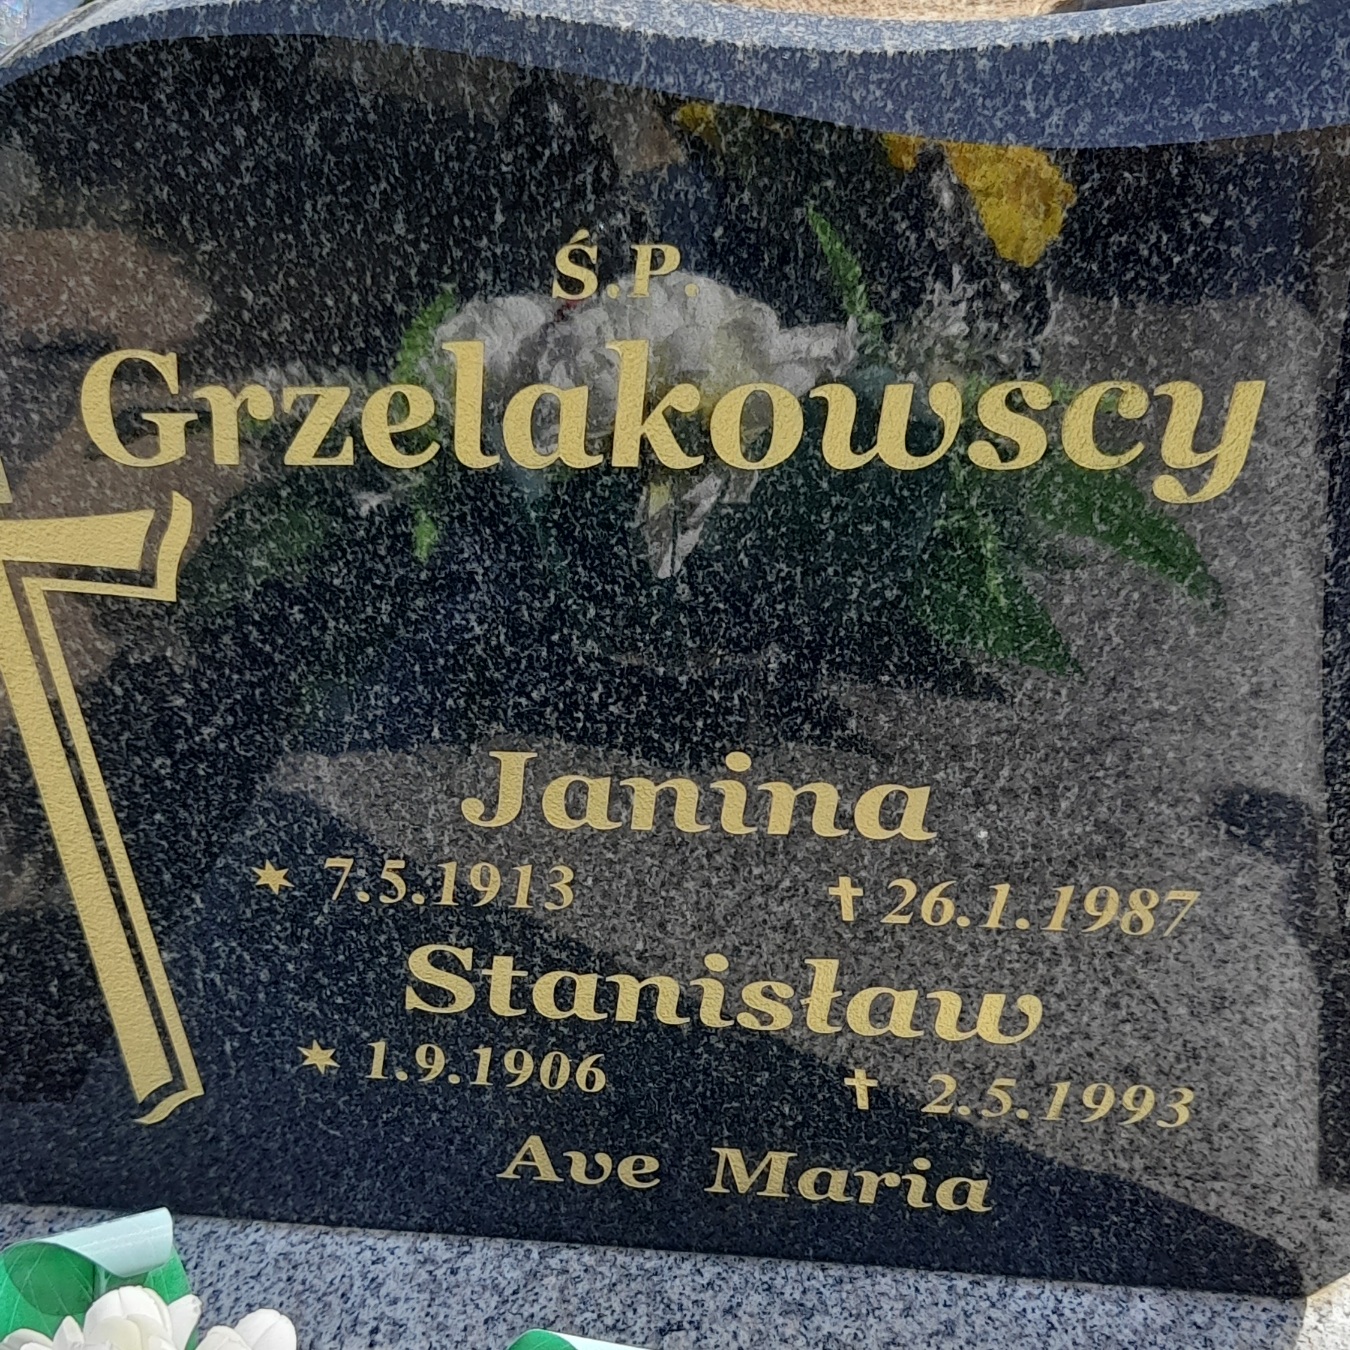 Ś.P.
Grzelakowscy
Janina
✶ 7.5.1913 ✝ 26.1.1987
Stanisław
✶ 1.9.1906 ✝ 2.5.1993
Ave Maria